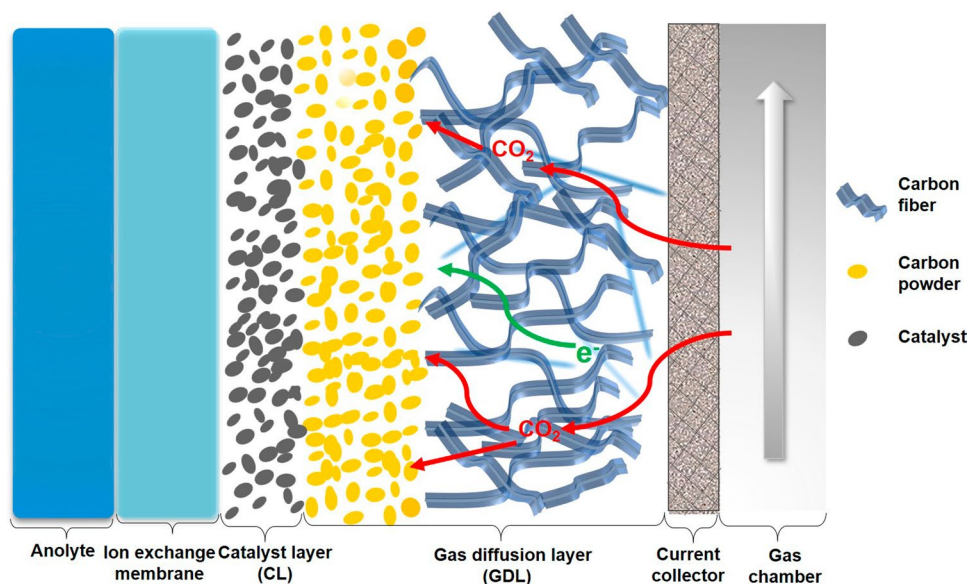 CO2
e-
CO2
Carbon
fiber
Carbon
powder
Catalyst
Anolyte
Ion exchange
membrane
Catalyst layer
(CL)
Gas diffusion layer
(GDL)
Current
collector
Gas
chamber